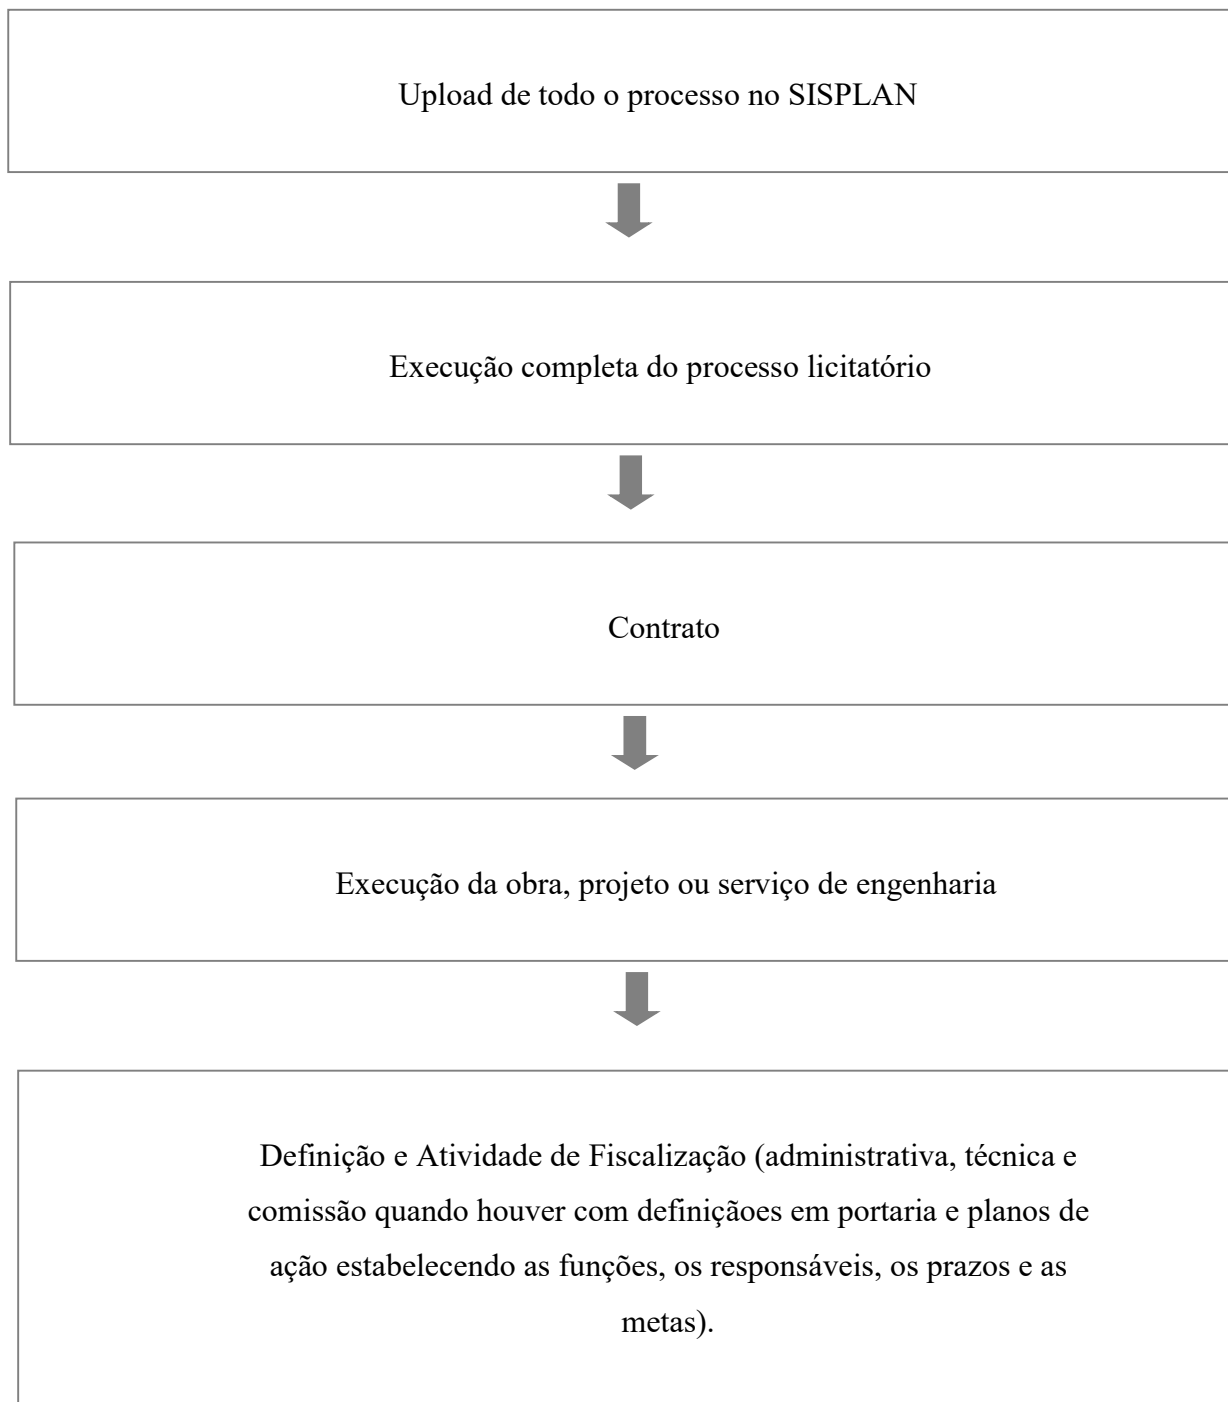 Upload de todo o processo no SISPLAN
Execução completa do processo licitatório
Contrato
Execução da obra, projeto ou serviço de engenharia
Definição e Atividade de Fiscalização (administrativa, técnica e
comissão quando houver com definiçãoes em portaria e planos de
ação estabelecendo as funções, os responsáveis, os prazos e as
metas).